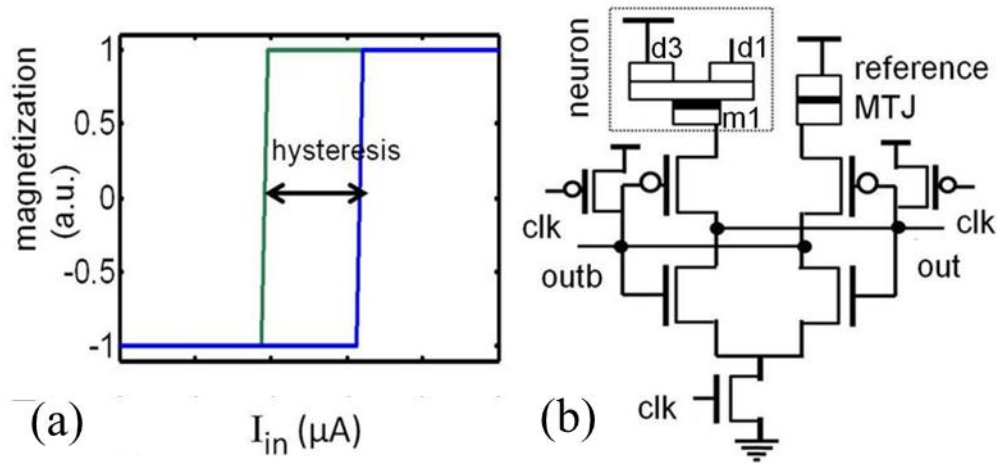 magnetization
(a.u.)
1
0.5
0
-0.5
-1
hysteresis
(a)
I_in (μA)
neuron
d3
d1
m1
reference
MTJ
clk
clk
outb
out
clk
(b)